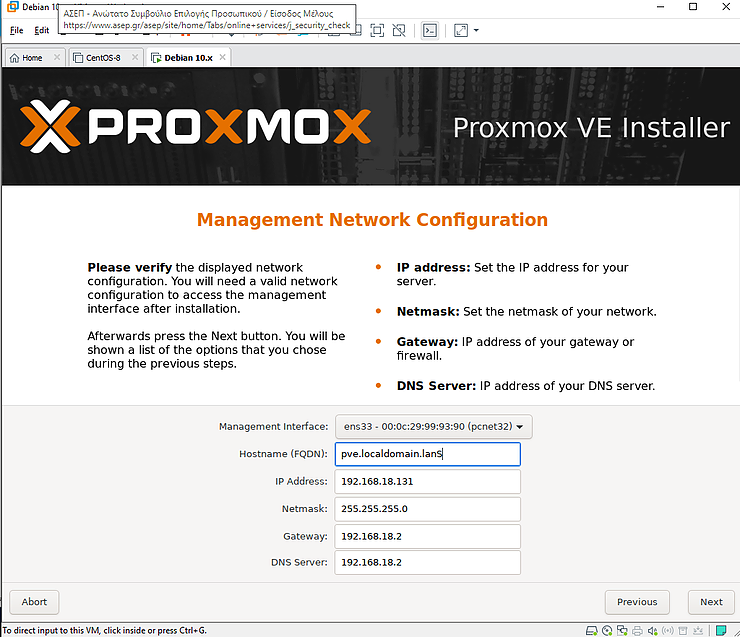 Debian 10
ΑΣΕΠ - Ανώτατο Συμβούλιο Επιλογής Προσωπικού / Είσοδος Μέλους
https://www.asep.gr/asep/site/home/Tabs/online+services/j_security_check
File Edit
Home CentOS-8 Debian 10.x
PROXMOX
Proxmox VE Installer
Management Network Configuration
Please verify the displayed network
configuration. You will need a valid network
configuration to access the management
interface after installation.
Afterwards press the Next button. You will be
shown a list of the options that you chose
during the previous steps.
• IP address: Set the IP address for your
server.
• Netmask: Set the netmask of your network.
• Gateway: IP address of your gateway or
firewall.
• DNS Server: IP address of your DNS server.
Management Interface: ens33 - 00:0c:29:99:93:90 (pcnet32)
Hostname (FQDN): pve.localdomain.lanS
IP Address: 192.168.18.131
Netmask: 255.255.255.0
Gateway: 192.168.18.2
DNS Server: 192.168.18.2
Abort Previous Next
To direct input to this VM, click inside or press Ctrl+G.